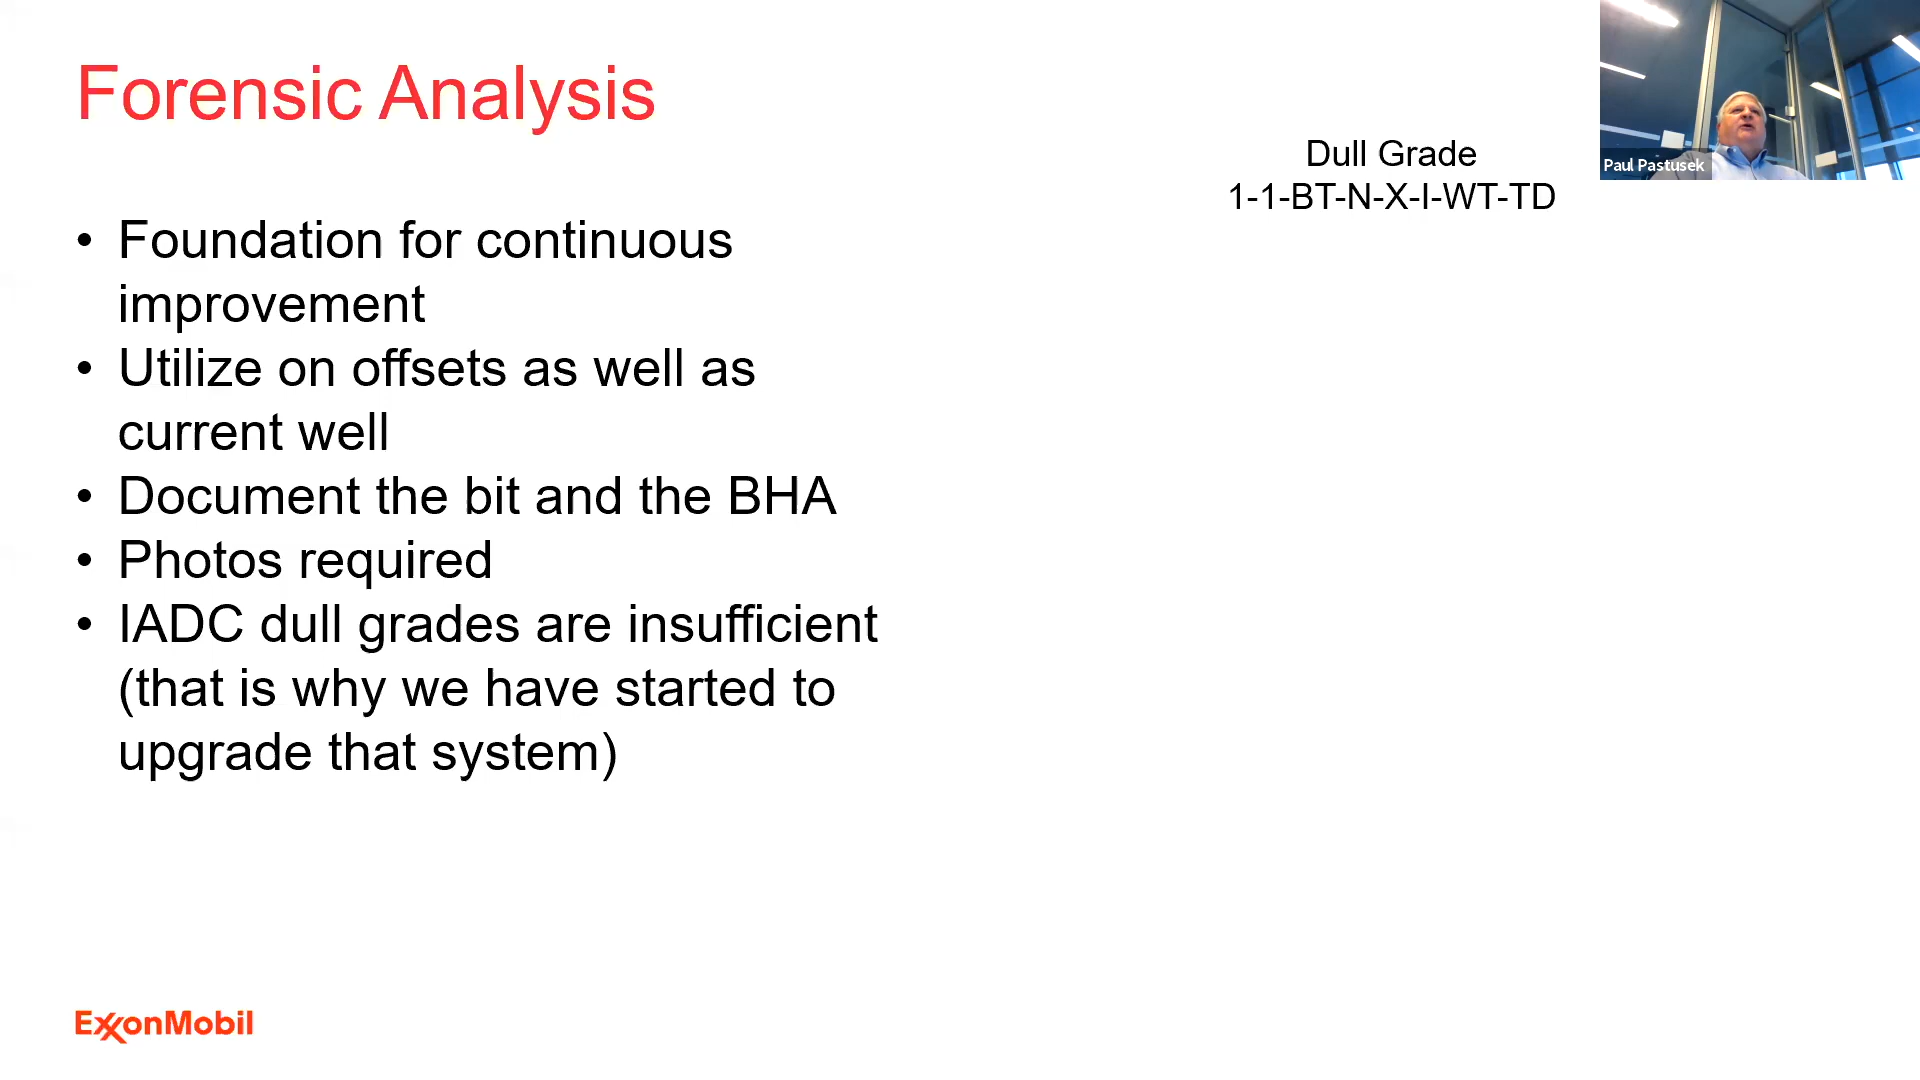 Forensic Analysis
Dull Grade
1-1-BT-N-X-I-WT-TD
Paul Pastusek
• Foundation for continuous
improvement
• Utilize on offsets as well as
current well
• Document the bit and the BHA
• Photos required
• IADC dull grades are insufficient
(that is why we have started to
upgrade that system)
ExxonMobil